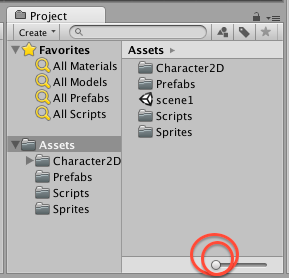 Project
Create
Favorites
All Materials
All Models
All Prefabs
All Scripts
Assets
Character2D
Prefabs
Scripts
Sprites
Assets
Character2D
Prefabs
scene1
Scripts
Sprites